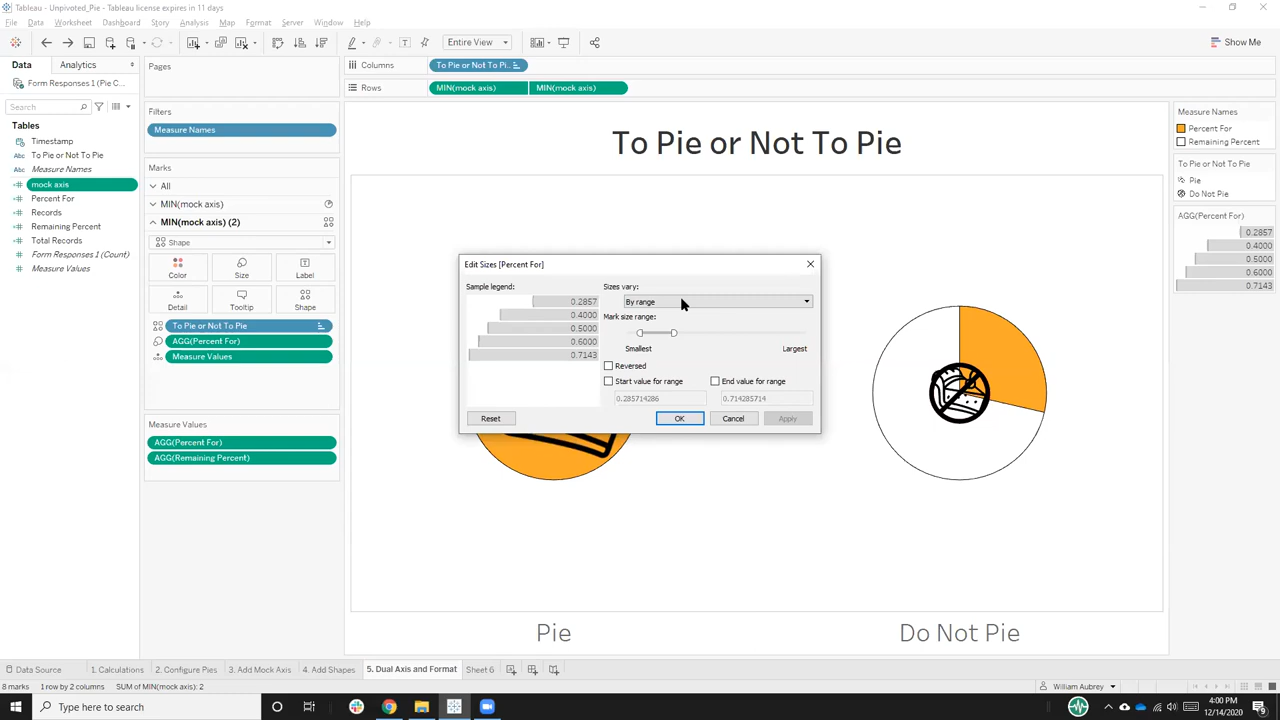 Tableau - Unpivoted_Pie - Tableau license expires in 11 days
File Data Worksheet Dashboard Story Analysis Map Format Server Window Help
Entire View
Show Me
Data
Analytics
Form Responses 1 (Pie C...
Search
Tables
Timestamp
Abc To Pie or Not To Pie
Abc Measure Names
mock axis
Percent For
Records
Remaining Percent
Total Records
Form Responses 1 (Count)
Measure Values
Pages
Filters
Measure Names
Marks
All
MIN(mock axis)
MIN(mock axis) (2)
Shape
Color Size Label
Detail Tooltip Shape
To Pie or Not To Pie
AGG(Percent For)
Measure Values
Measure Values
AGG(Percent For)
AGG(Remaining Percent)
Columns To Pie or Not To Pi..
Rows MIN(mock axis) MIN(mock axis)
To Pie or Not To Pie
Edit Sizes [Percent For]
Sample legend:
0.2857
0.4000
0.5000
0.6000
0.7143
Sizes vary:
By range
Mark size range:
Smallest Largest
Reversed
Start value for range End value for range
0.285714286 0.714285714
Reset OK Cancel Apply
Pie Do Not Pie
Measure Names
Percent For
Remaining Percent
To Pie or Not To Pie
Pie
Do Not Pie
AGG(Percent For)
0.2857
0.4000
0.5000
0.6000
0.7143
Data Source 1. Calculations 2. Configure Pies 3. Add Mock Axis 4. Add Shapes 5. Dual Axis and Format Sheet 6
8 marks 1 row by 2 columns SUM of MIN(mock axis): 2
William Aubrey
Type here to search
4:00 PM
12/14/2020